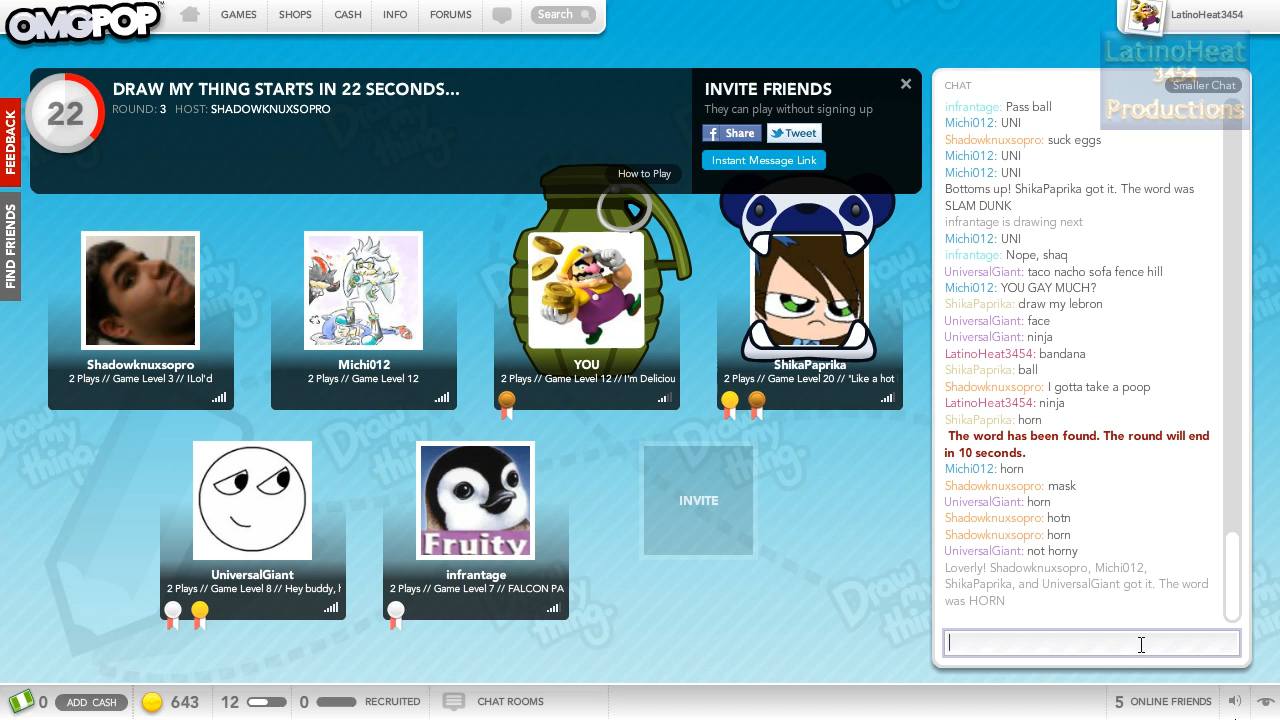 OMGPOP
GAMES
SHOPS
CASH
INFO
FORUMS
Search
LatinoHeat3454
LatinoHeat
3454
Productions
FEEDBACK
FIND FRIENDS
22
DRAW MY THING STARTS IN 22 SECONDS...
ROUND: 3 HOST: SHADOWKNUXSOPRO
How to Play
INVITE FRIENDS
They can play without signup
Share
Tweet
Instant Message Link
Shadowknuxsopro
2 Plays // Game Level 3 // ILol'd
Michi012
2 Plays // Game Level 12
YOU
2 Plays // Game Level 12 // I'm Deliciou
ShikaPaprika
2 Plays // Game Level 20 // "Like a hot
UniversalGiant
2 Plays // Game Level 8 // Hey buddy, h
Fruity
infrantage
2 Plays // Game Level 7 // FALCON PA
INVITE
CHAT
Smaller Chat
infrantage: Pass ball
Michi012: UNI
Shadowknuxsopro: suck eggs
Michi012: UNI
Michi012: UNI
Bottoms up! ShikaPaprika got it. The word was
SLAM DUNK
infrantage is drawing next
Michi012: UNI
infrantage: Nope, shaq
UniversalGiant: taco nacho sofa fence hill
Michi012: YOU GAY MUCH?
ShikaPaprika: draw my lebron
UniversalGiant: face
UniversalGiant: ninja
LatinoHeat3454: bandana
ShikaPaprika: ball
Shadowknuxsopro: I gotta take a poop
LatinoHeat3454: ninja
ShikaPaprika: horn
The word has been found. The round will end
in 10 seconds.
Michi012: horn
Shadowknuxsopro: mask
UniversalGiant: horn
Shadowknuxsopro: hotn
Shadowknuxsopro: horn
UniversalGiant: not horny
Loverly! Shadowknuxsopro, Michi012,
ShikaPaprika, and UniversalGiant got it. The word
was HORN
0
ADD CASH
643
12
0
RECRUITED
CHAT ROOMS
5 ONLINE FRIENDS